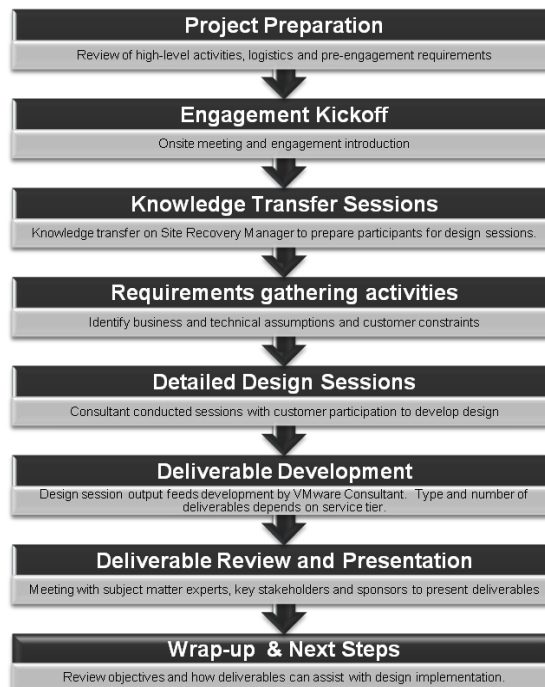 Project Preparation
Review of high-level activities, logistics and pre-engagement requirements
Engagement Kickoff
Onsite meeting and engagement introduction
Knowledge Transfer Sessions
Knowledge transfer on Site Recovery Manager to prepare participants for design sessions.
Requirements gathering activities
Identify business and technical assumptions and customer constraints
Detailed Design Sessions
Consultant conducted sessions with customer participation to develop design
Deliverable Development
Design session output feeds development by VMware Consultant. Type and number of
deliverables depends on service tier.
Deliverable Review and Presentation
Meeting with subject matter experts, key stakeholders and sponsors to present deliverables
Wrap-up & Next Steps
Review objectives and how deliverables can assist with design implementation.